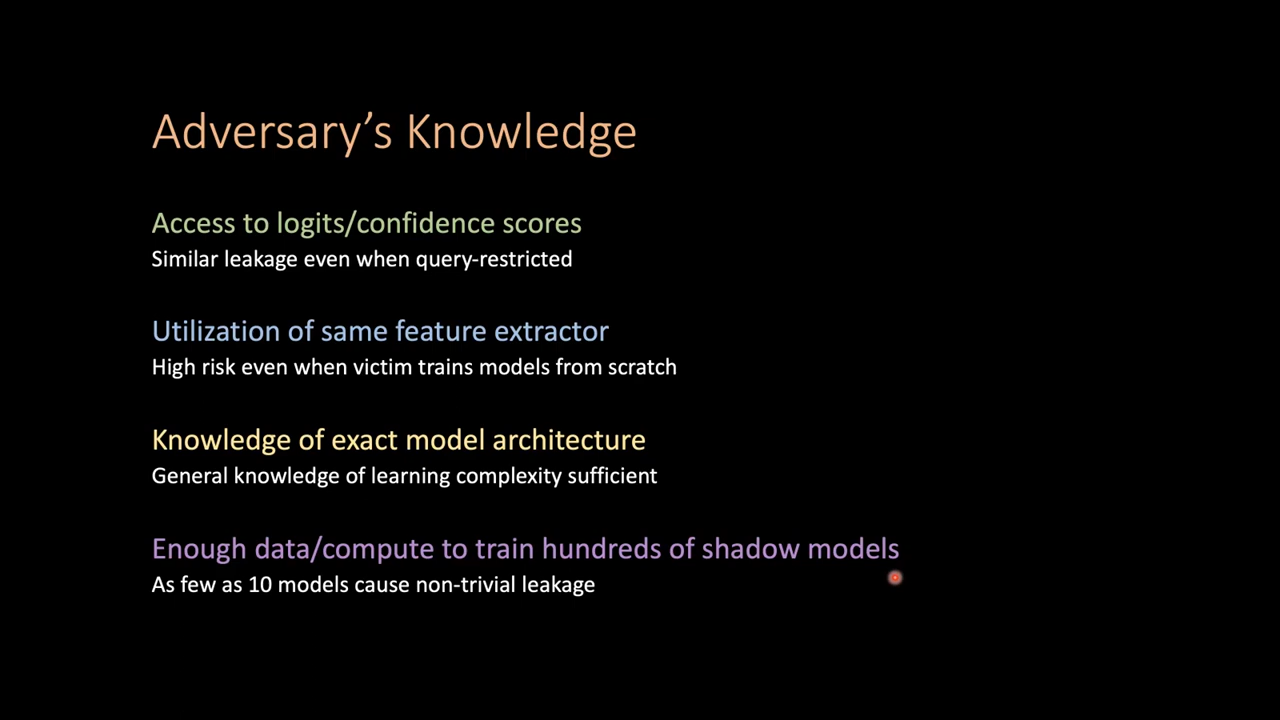 Adversary’s Knowledge
Access to logits/confidence scores
Similar leakage even when query-restricted
Utilization of same feature extractor
High risk even when victim trains models from scratch
Knowledge of exact model architecture
General knowledge of learning complexity sufficient
Enough data/compute to train hundreds of shadow models
As few as 10 models cause non-trivial leakage